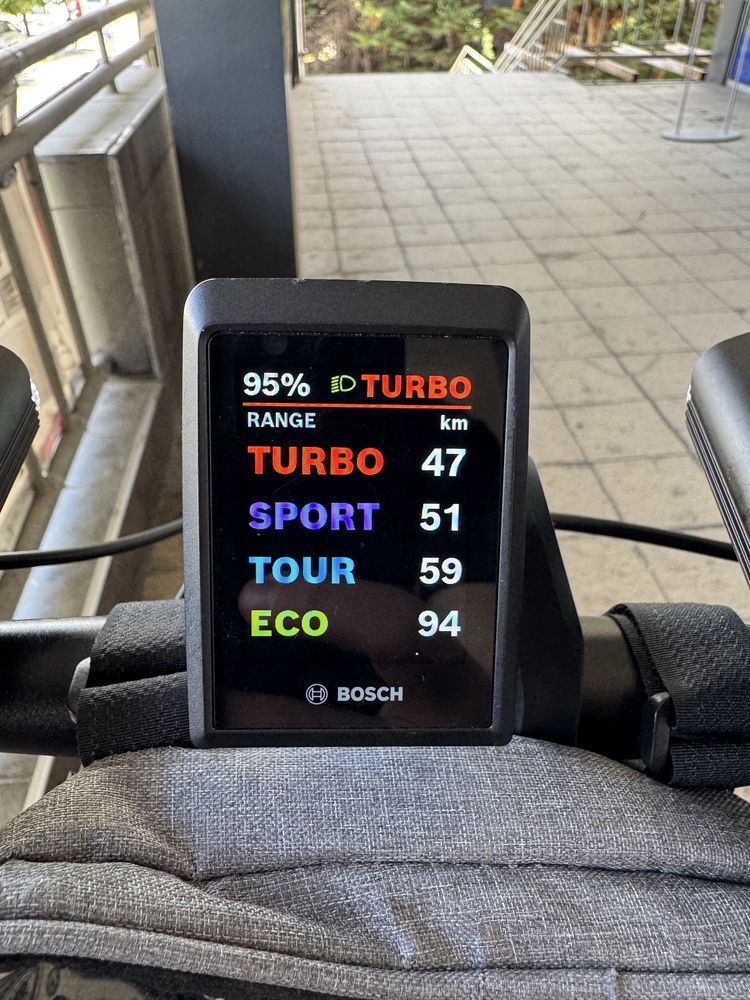 95% TURBO
RANGE km
TURBO 47
SPORT 51
TOUR 59
ECO 94
BOSCH